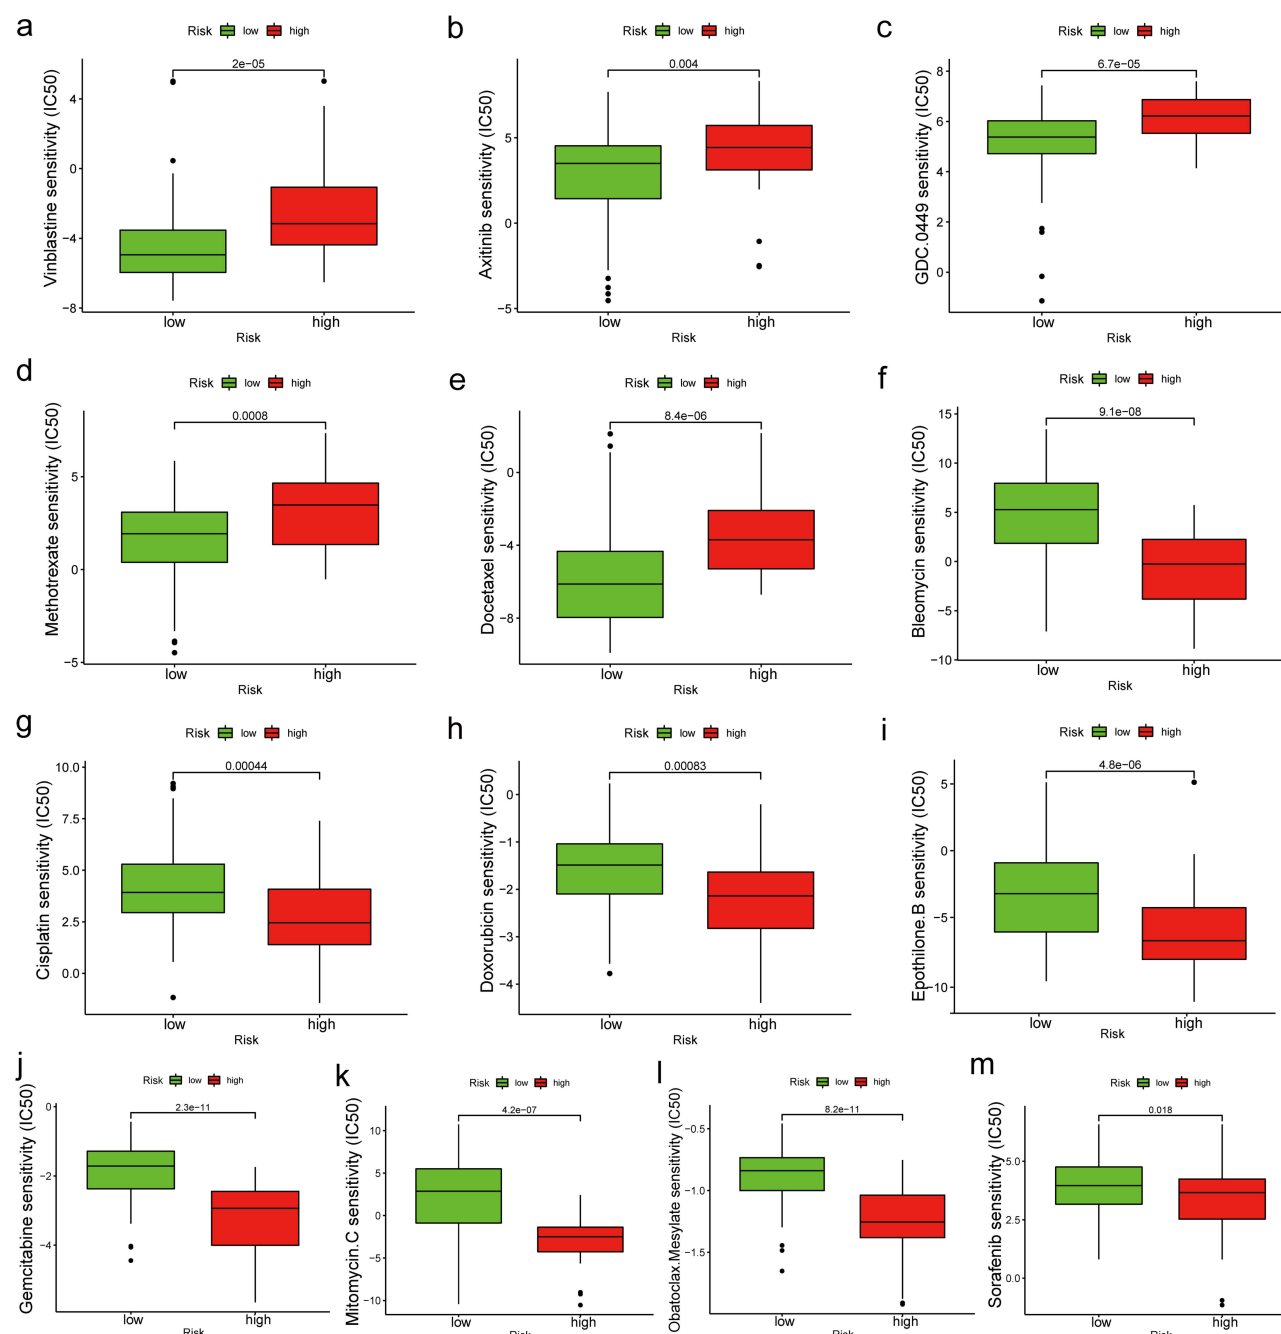 a
Risk low high
Vinblastine sensitivity (IC50)
2e−05
4
0
−4
−8
low high
Risk
b
Risk low high
Axitinib sensitivity (IC50)
0.004
5
0
−5
low high
Risk
c
Risk low high
GDC.0449 sensitivity (IC50)
6.7e−05
8
6
4
2
0
low high
Risk
d
Risk low high
Methotrexate sensitivity (IC50)
0.0008
5
0
−5
low high
Risk
e
Risk low high
Docetaxel sensitivity (IC50)
8.4e−06
0
−4
−8
low high
Risk
f
Risk low high
Bleomycin sensitivity (IC50)
9.1e−08
15
10
5
0
−5
−10
low high
Risk
g
Risk low high
Cisplatin sensitivity (IC50)
0.00044
10.0
7.5
5.0
2.5
0.0
low high
Risk
h
Risk low high
Doxorubicin sensitivity (IC50)
0.00083
0
−1
−2
−3
−4
low high
Risk
i
Risk low high
Epothilone.B sensitivity (IC50)
4.8e−06
5
0
−5
−10
low high
Risk
j
Risk low high
Gemcitabine sensitivity (IC50)
2.3e−11
0
−2
−4
low high
Risk
k
Risk low high
Mitomycin.C sensitivity (IC50)
4.2e−07
10
5
0
−5
−10
low high
Risk
l
Risk low high
Obatoclax.Mesylate sensitivity (IC50)
8.2e−11
−0.5
−1.0
−1.5
low high
Risk
m
Risk low high
Sorafenib sensitivity (IC50)
0.018
5.0
2.5
0.0
low high
Risk